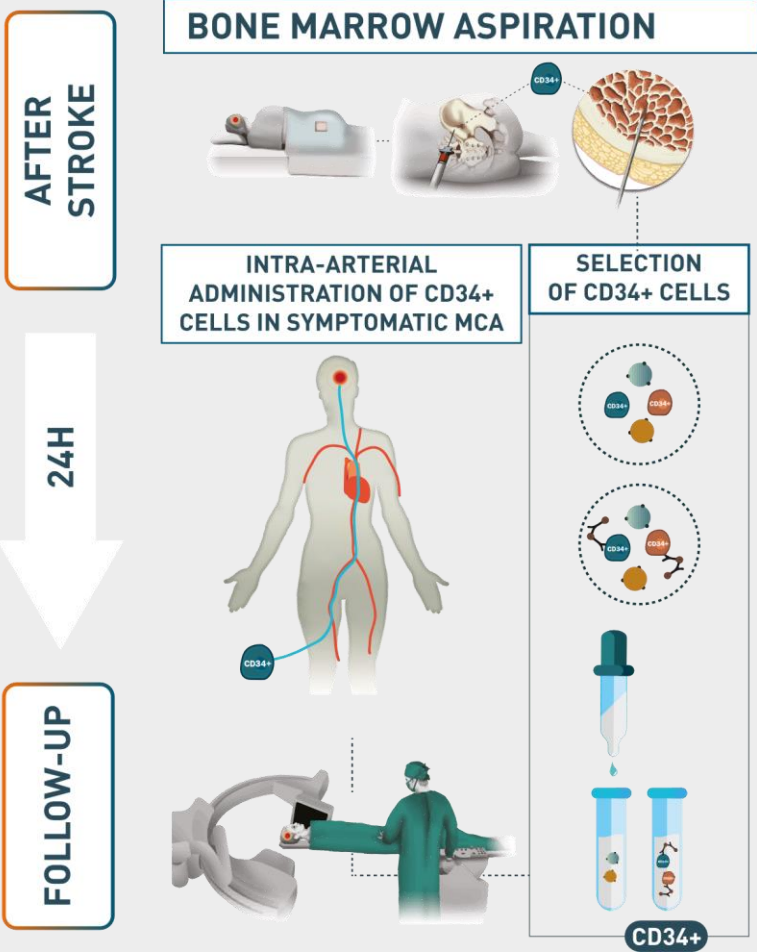 BONE MARROW ASPIRATION
AFTER
STROKE
CD34+
INTRA-ARTERIAL
ADMINISTRATION OF CD34+
CELLS IN SYMPTOMATIC MCA
SELECTION
OF CD34+ CELLS
CD34+
CD34+
24H
CD34+
CD34+
CD34+
FOLLOW-UP
CD34+